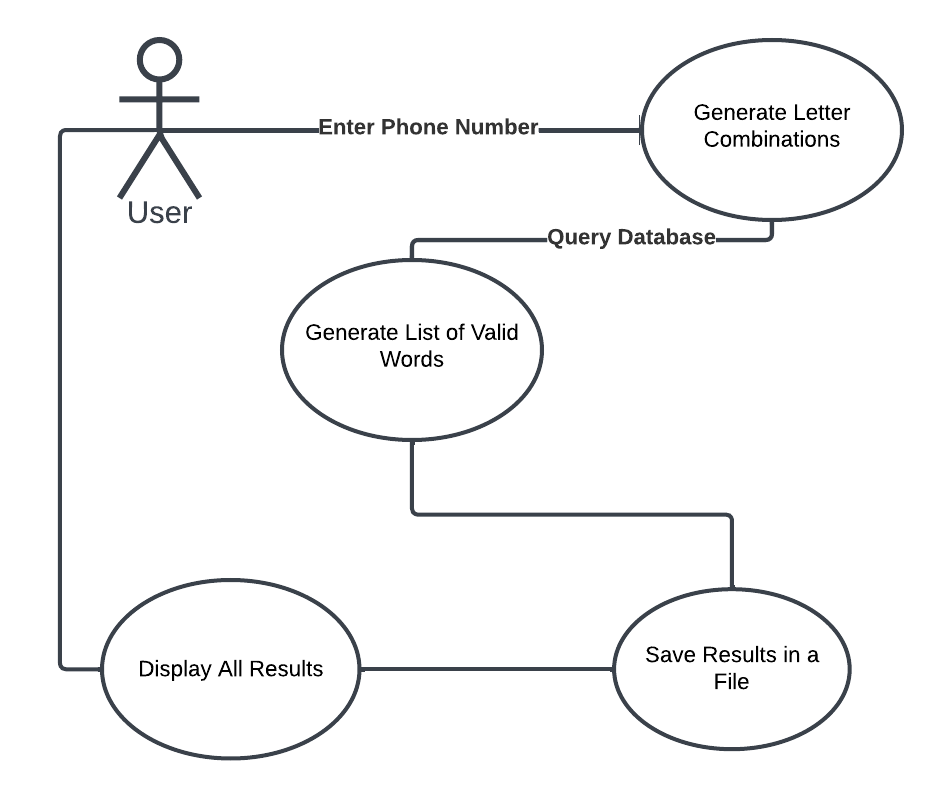 Generate Letter
Combinations
Enter Phone Number
User
Query Database
Generate List of Valid
Words
Save Results in a
File
Display All Results